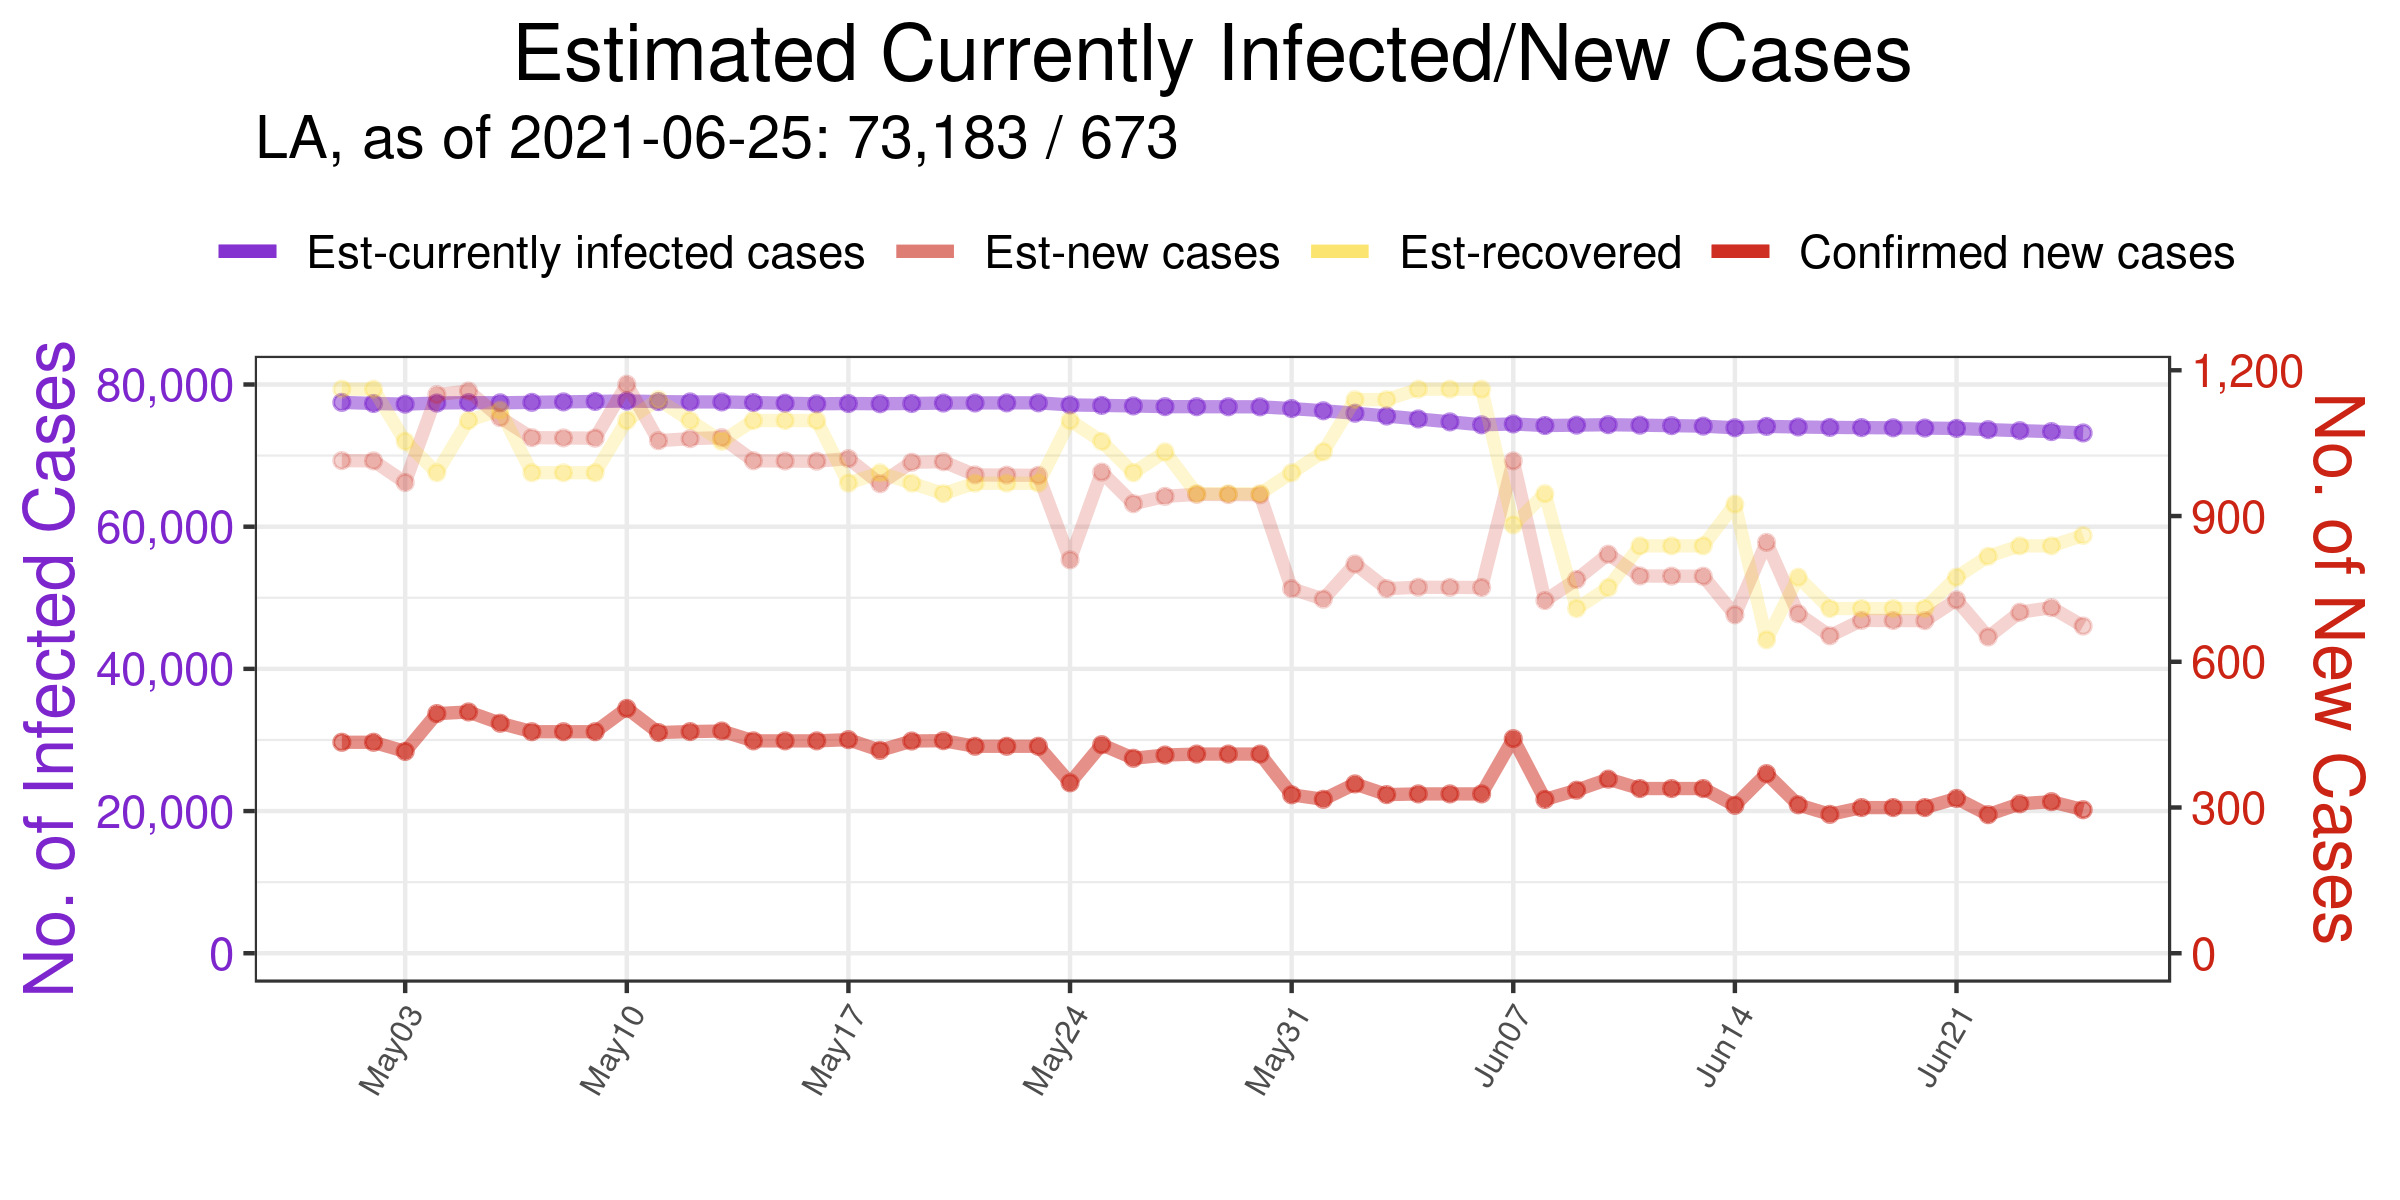 Estimated Currently Infected/New Cases
LA, as of 2021-06-25: 73,183 / 673
Est-currently infected cases Est-new cases Est-recovered Confirmed new cases
No. of Infected Cases
80,000
60,000
40,000
20,000
0
1,200
900
600
300
0
No. of New Cases
May03 May10 May17 May24 May31 Jun07 Jun14 Jun21